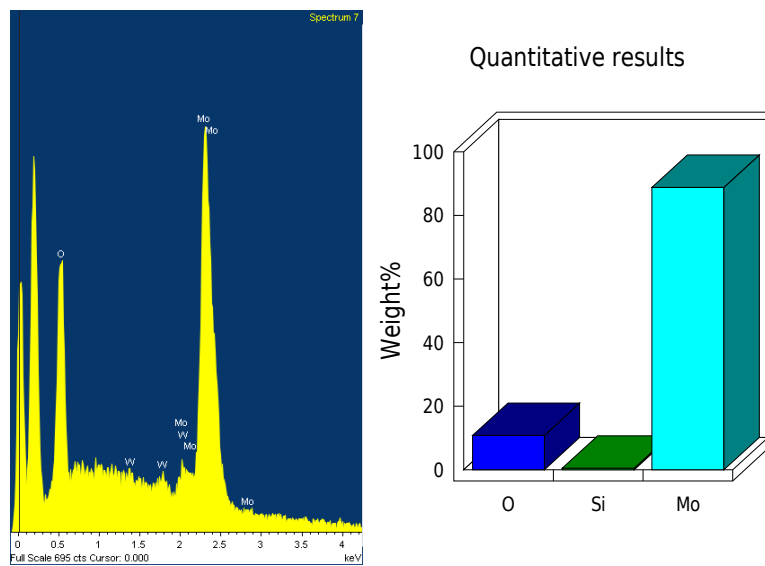 Spectrum 7
Mo
Mo
O
Mo
W
Mo
W
W
Mo
0 0.5 1 1.5 2 2.5 3 3.5 4
Full Scale 695 cts Cursor: 0.000 keV
Quantitative results
Weight%
100
80
60
40
20
0
O Si Mo